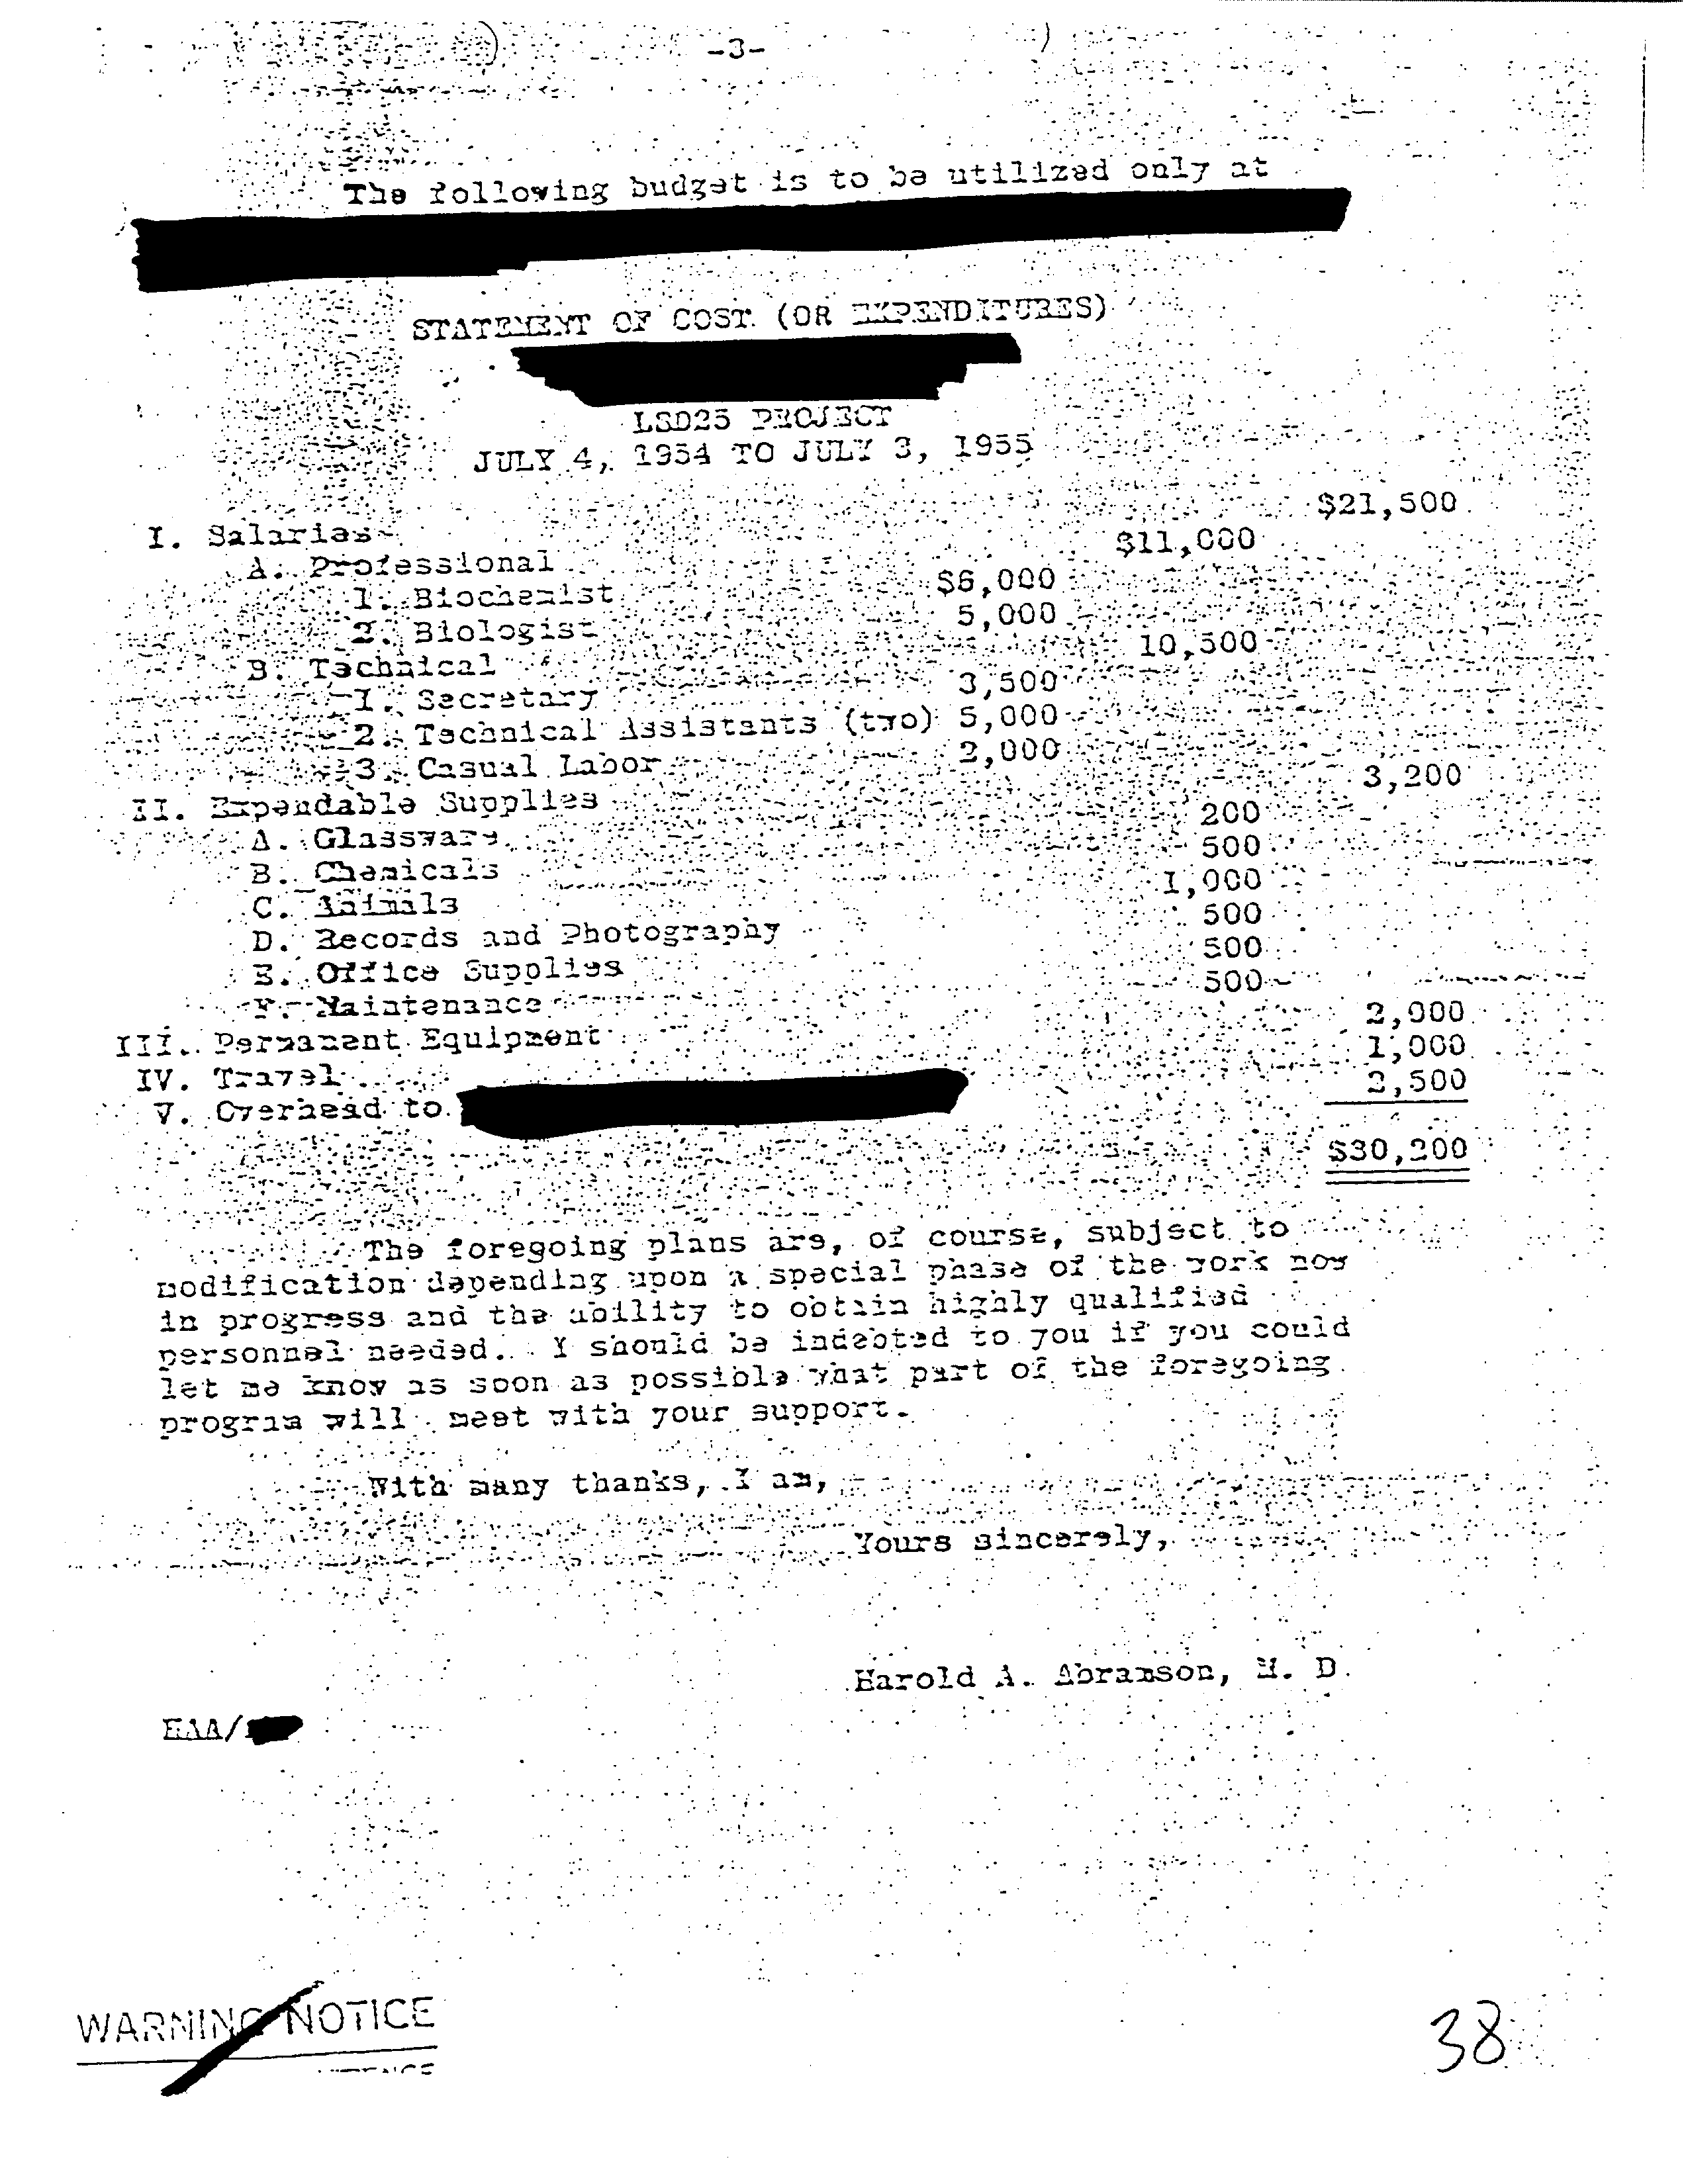 -3-
The following budget is to be utilized only at
STATEMENT OF COST (OR EXPENDITURES)
LSD25 PROJECT
JULY 4, 1954 TO JULY 3, 1955
I. Salaries $21,500
A. Professional $11,000
1. Biochemist $6,000
2. Biologist 5,000
B. Technical 10,500
1. Secretary 3,500
2. Technical Assistants (two) 5,000
3. Casual Labor 2,000
II. Expendable Supplies 3,200
A. Glassware 200
B. Chemicals 500
C. Animals 1,000
D. Records and Photography 500
E. Office Supplies 500
F. Maintenance 500
III. Permanent Equipment 2,000
IV. Travel 1,000
V. Overhead to 2,500
$30,200
The foregoing plans are, of course, subject to
modification depending upon a special phase of the work now
in progress and the ability to obtain highly qualified
personnel needed. I should be indebted to you if you could
let me know as soon as possible what part of the foregoing
program will meet with your support.
With many thanks, I am,
Yours sincerely,
Harold A. Abramson, M. D.
HAA/
WARNING NOTICE
38